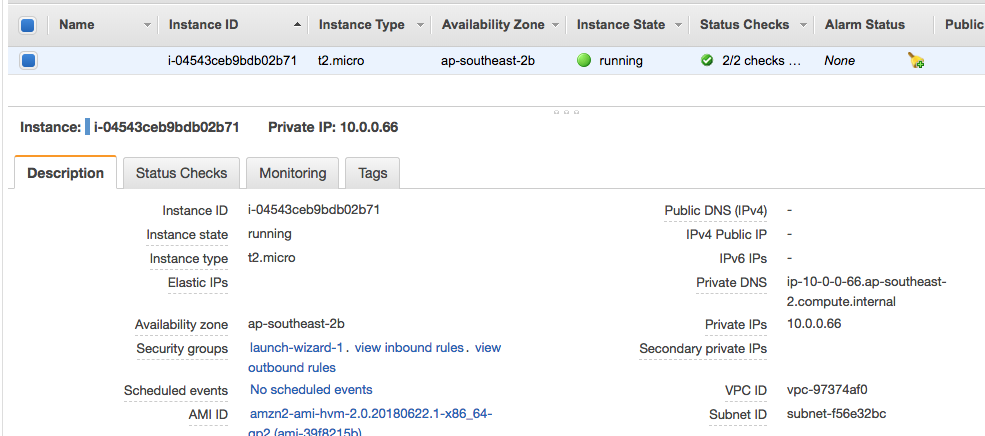 Name Instance ID Instance Type Availability Zone Instance State Status Checks Alarm Status Public
i-04543ceb9bdb02b71 t2.micro ap-southeast-2b running 2/2 checks ... None
Instance: i-04543ceb9bdb02b71 Private IP: 10.0.0.66
Description Status Checks Monitoring Tags
Instance ID i-04543ceb9bdb02b71 Public DNS (IPv4) -
Instance state running IPv4 Public IP -
Instance type t2.micro IPv6 IPs -
Elastic IPs Private DNS ip-10-0-0-66.ap-southeast-
2.compute.internal
Availability zone ap-southeast-2b Private IPs 10.0.0.66
Security groups launch-wizard-1 . view inbound rules . view Secondary private IPs
outbound rules
Scheduled events No scheduled events VPC ID vpc-97374af0
AMI ID amzn2-ami-hvm-2.0.20180622.1-x86_64- Subnet ID subnet-f56e32bc
gp2 (ami-39f8215b)